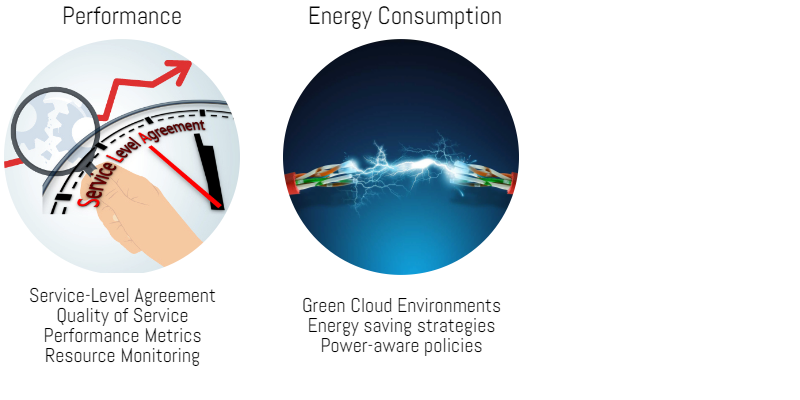 Performance
Energy Consumption
Service Level Agreement
Service-Level Agreement
Quality of Service
Performance Metrics
Resource Monitoring
Green Cloud Environments
Energy saving strategies
Power-aware policies